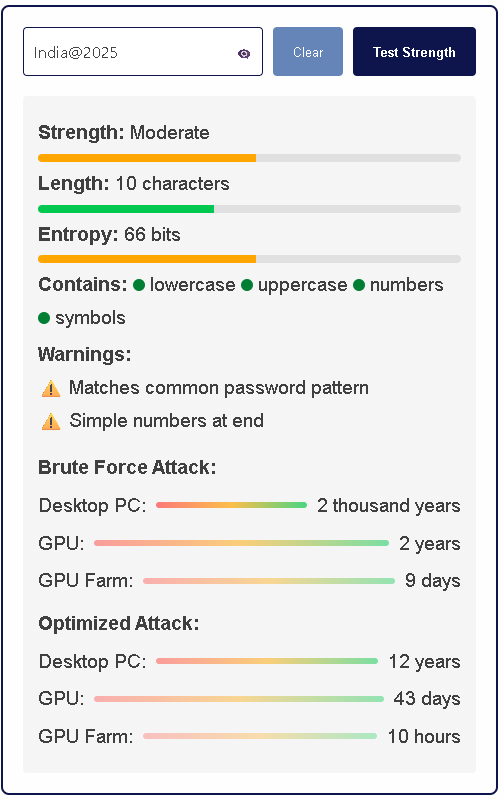 India@2025
Clear
Test Strength
Strength: Moderate
Length: 10 characters
Entropy: 66 bits
Contains: lowercase uppercase numbers
symbols
Warnings:
Matches common password pattern
Simple numbers at end
Brute Force Attack:
Desktop PC: 2 thousand years
GPU: 2 years
GPU Farm: 9 days
Optimized Attack:
Desktop PC: 12 years
GPU: 43 days
GPU Farm: 10 hours